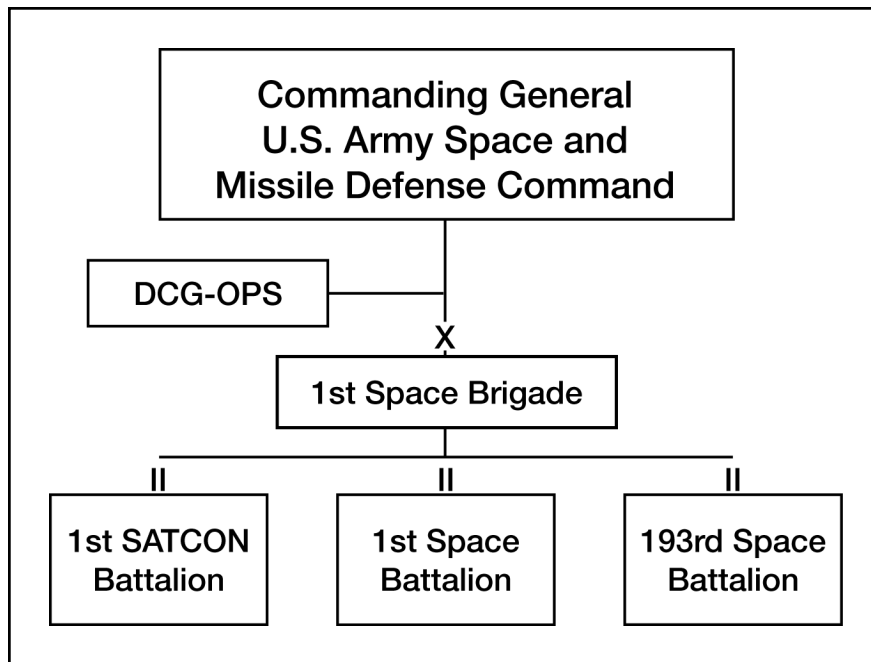 Commanding General
U.S. Army Space and
Missile Defense Command
DCG-OPS
X
1st Space Brigade
II
II
II
1st SATCON
Battalion
1st Space
Battalion
193rd Space
Battalion